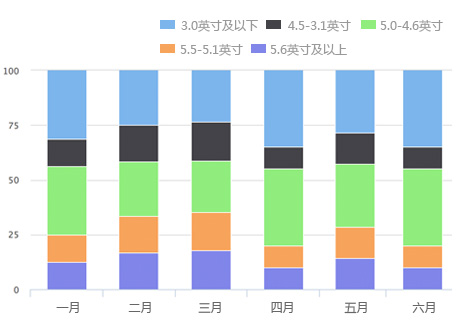 3.0英寸及以下 4.5-3.1英寸 5.0-4.6英寸
5.5-5.1英寸 5.6英寸及以上
100
75
50
25
0
一月 二月 三月 四月 五月 六月